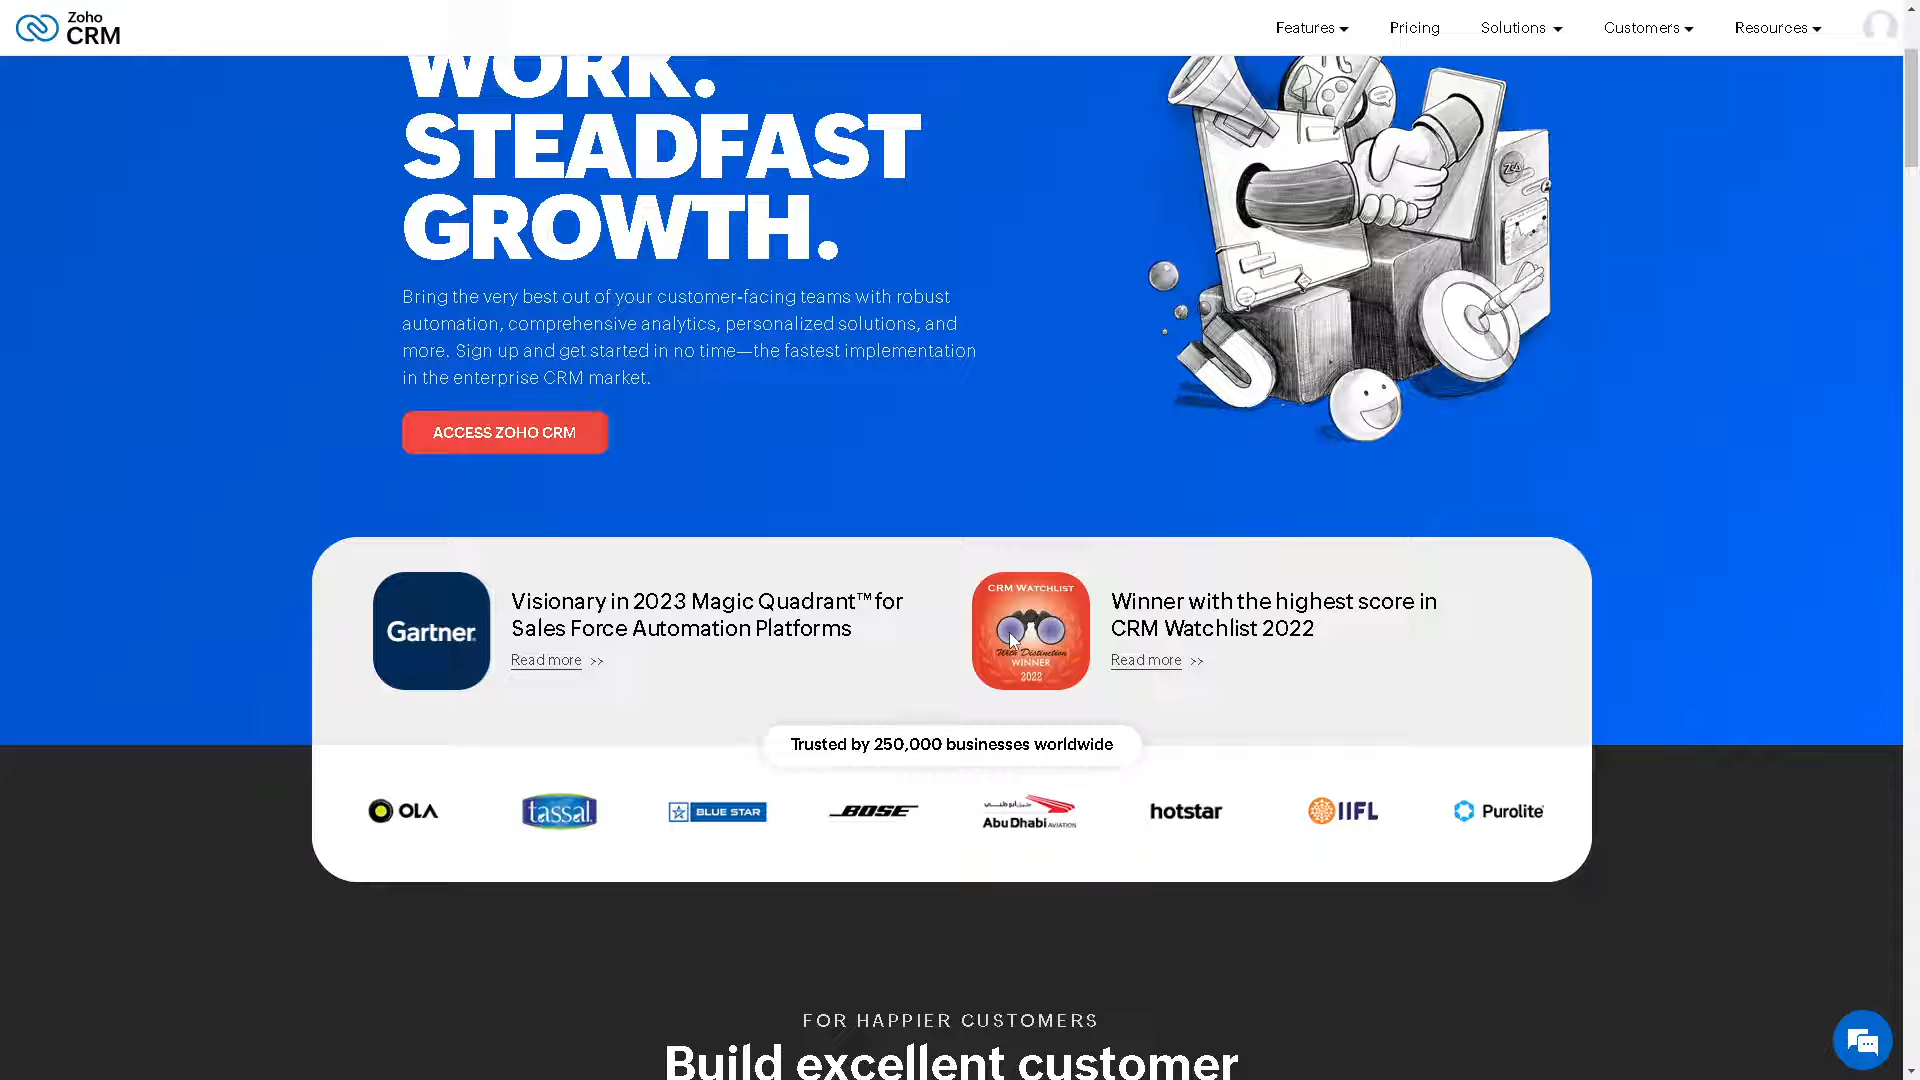 Zoho
CRM
Features
Pricing
Solutions
Customers
Resources
WORK.
STEADFAST
GROWTH.
Bring the very best out of your customer-facing teams with robust
automation, comprehensive analytics, personalized solutions, and
more. Sign up and get started in no time—the fastest implementation
in the enterprise CRM market.
ACCESS ZOHO CRM
Gartner
Visionary in 2023 Magic Quadrant™ for
Sales Force Automation Platforms
Read more >>
CRM WATCHLIST
With Distinction
WINNER
2022
Winner with the highest score in
CRM Watchlist 2022
Read more >>
Trusted by 250,000 businesses worldwide
OLA
tassal
BLUE STAR
BOSE
Abu Dhabi AVIATION
hotstar
IIFL
Purolite
FOR HAPPIER CUSTOMERS
Build excellent customer